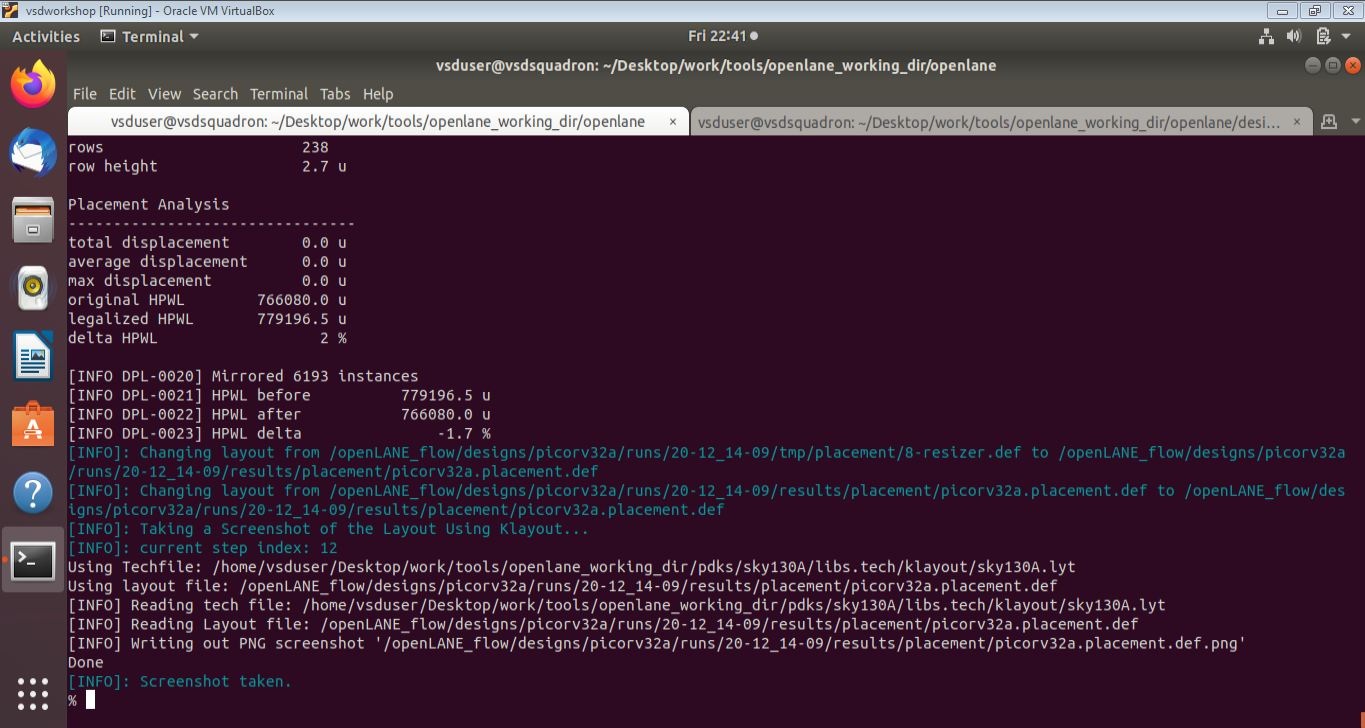 vsdworkshop [Running] - Oracle VM VirtualBox
Activities Terminal Fri 22:41
vsduser@vsdsquadron: ~/Desktop/work/tools/openlane_working_dir/openlane
File Edit View Search Terminal Tabs Help
vsduser@vsdsquadron: ~/Desktop/work/tools/openlane_working_dir/openlane × vsduser@vsdsquadron: ~/Desktop/work/tools/openlane_working_dir/openlane/desi... ×
rows 238
row height 2.7 u
Placement Analysis
--------------------------------
total displacement 0.0 u
average displacement 0.0 u
max displacement 0.0 u
original HPWL 766080.0 u
legalized HPWL 779196.5 u
delta HPWL 2 %
[INFO DPL-0020] Mirrored 6193 instances
[INFO DPL-0021] HPWL before 779196.5 u
[INFO DPL-0022] HPWL after 766080.0 u
[INFO DPL-0023] HPWL delta -1.7 %
[INFO]: Changing layout from /openLANE_flow/designs/picorv32a/runs/20-12_14-09/tmp/placement/8-resizer.def to /openLANE_flow/designs/picorv32a
/runs/20-12_14-09/results/placement/picorv32a.placement.def
[INFO]: Changing layout from /openLANE_flow/designs/picorv32a/runs/20-12_14-09/results/placement/picorv32a.placement.def to /openLANE_flow/des
igns/picorv32a/runs/20-12_14-09/results/placement/picorv32a.placement.def
[INFO]: Taking a Screenshot of the Layout Using Klayout...
[INFO]: current step index: 12
Using Techfile: /home/vsduser/Desktop/work/tools/openlane_working_dir/pdks/sky130A/libs.tech/klayout/sky130A.lyt
Using layout file: /openLANE_flow/designs/picorv32a/runs/20-12_14-09/results/placement/picorv32a.placement.def
[INFO] Reading tech file: /home/vsduser/Desktop/work/tools/openlane_working_dir/pdks/sky130A/libs.tech/klayout/sky130A.lyt
[INFO] Reading Layout file: /openLANE_flow/designs/picorv32a/runs/20-12_14-09/results/placement/picorv32a.placement.def
[INFO] Writing out PNG screenshot '/openLANE_flow/designs/picorv32a/runs/20-12_14-09/results/placement/picorv32a.placement.def.png'
Done
[INFO]: Screenshot taken.
%